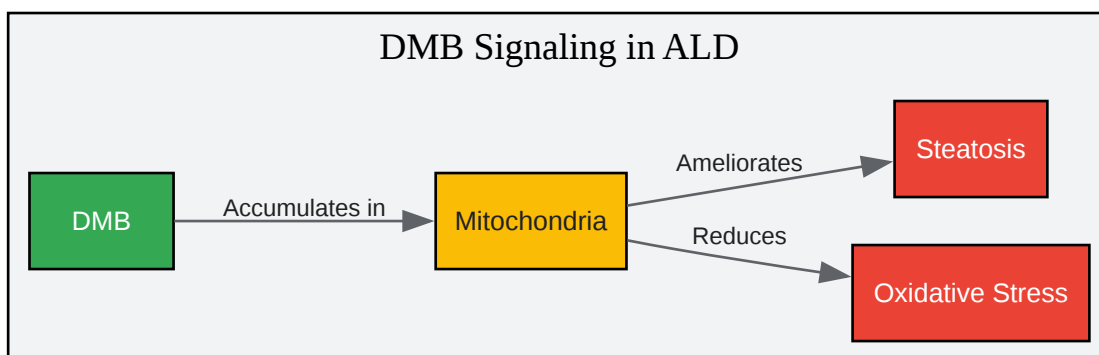 DMB Signaling in ALD
DMB
Accumulates in
Mitochondria
Ameliorates
Steatosis
Reduces
Oxidative Stress